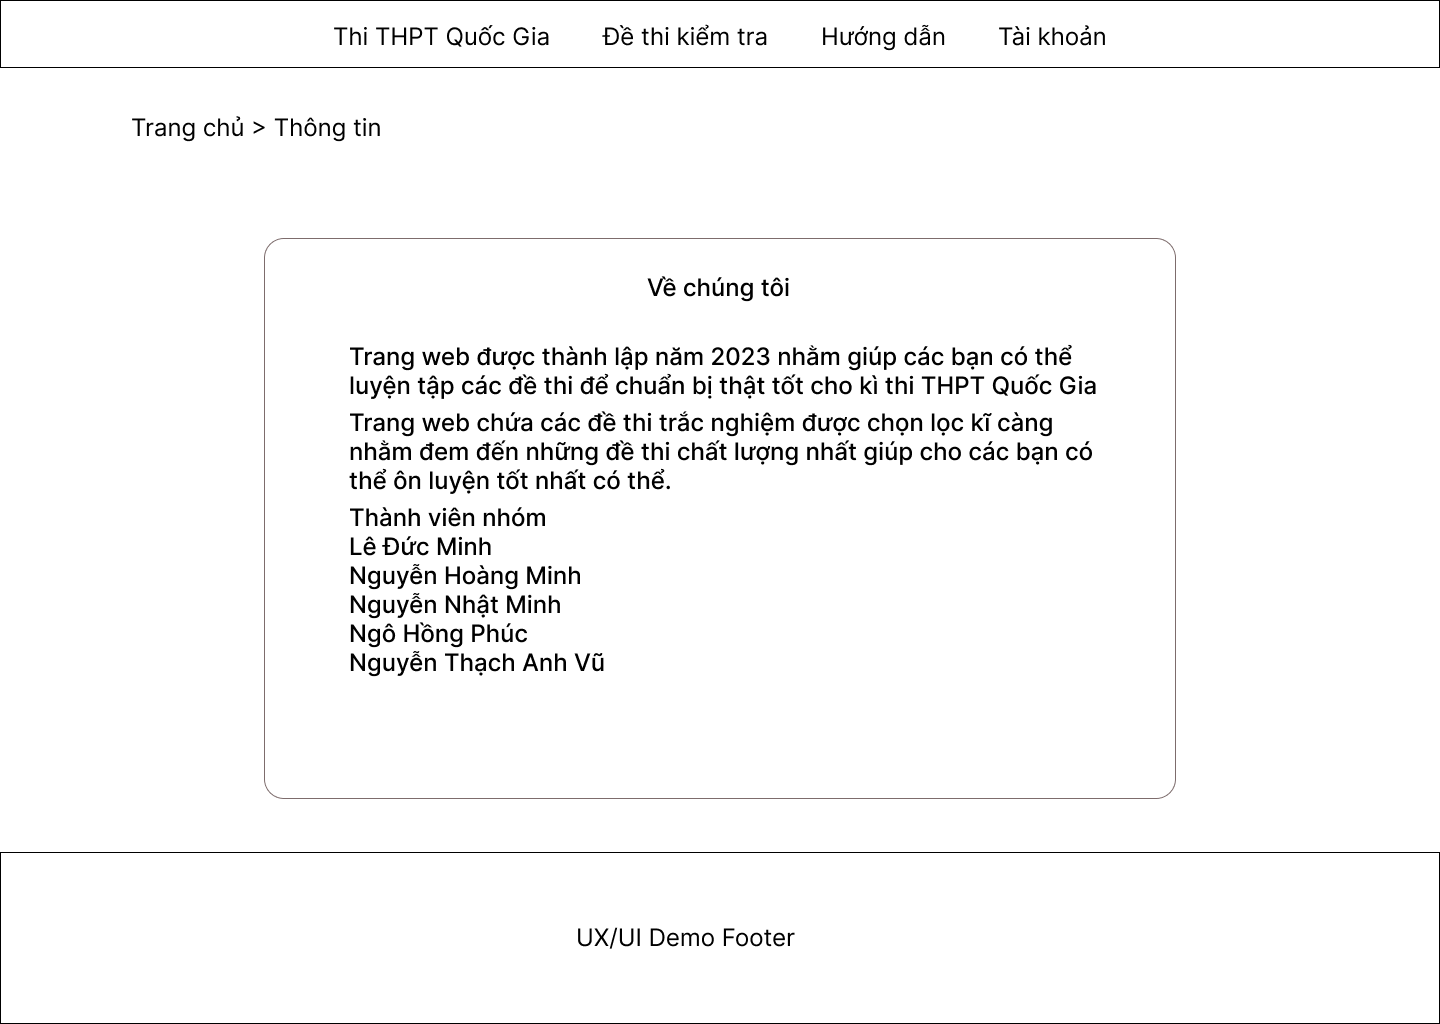 Thi THPT Quốc Gia Đề thi kiểm tra Hướng dẫn Tài khoản
Trang chủ > Thông tin
Về chúng tôi
Trang web được thành lập năm 2023 nhằm giúp các bạn có thể
luyện tập các đề thi để chuẩn bị thật tốt cho kì thi THPT Quốc Gia
Trang web chứa các đề thi trắc nghiệm được chọn lọc kĩ càng
nhằm đem đến những đề thi chất lượng nhất giúp cho các bạn có
thể ôn luyện tốt nhất có thể.
Thành viên nhóm
Lê Đức Minh
Nguyễn Hoàng Minh
Nguyễn Nhật Minh
Ngô Hồng Phúc
Nguyễn Thạch Anh Vũ
UX/UI Demo Footer